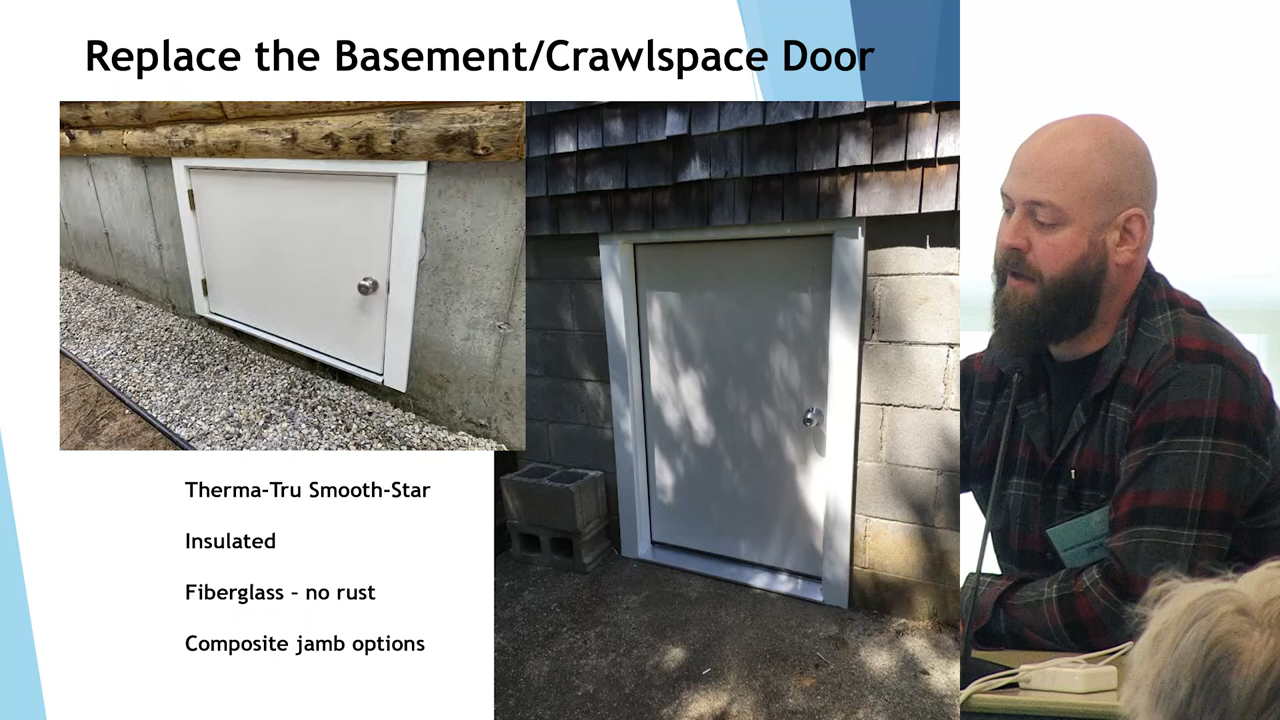 Replace the Basement/Crawlspace Door
Therma-Tru Smooth-Star
Insulated
Fiberglass – no rust
Composite jamb options